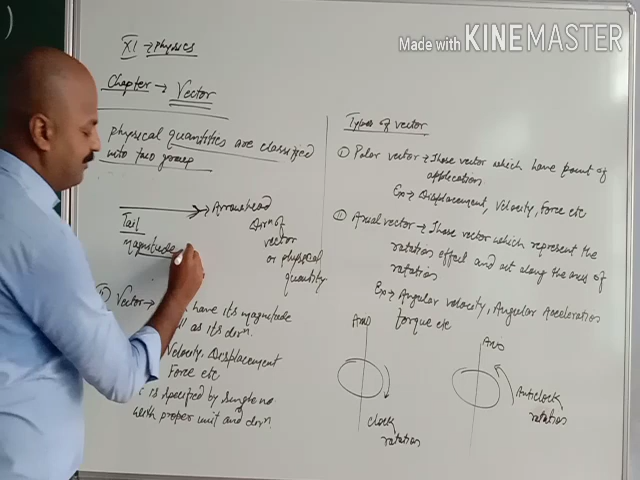 Made with KINEMASTER
XI → Physics
Chapter → Vector
physical quantities are classified
into two group
Arrowhead
Tail
magnitude
Dirn of
vector
or physical
quantity
Vector →
have its magnitude
as its dirn.
Velocity, Displacement
Force etc
is specified by single no
with proper unit and dirn.
Types of vector
(I) Polar vector → Those vector which have point of
application.
Ex → Displacement, Velocity, Force etc
(II) Axial vector → Those vector which represent the
rotation effect and act along the axis of
rotation
Ex → Angular velocity, Angular Acceleration
torque etc
Axis
clock
rotation
Axis
Anticlock
rotation